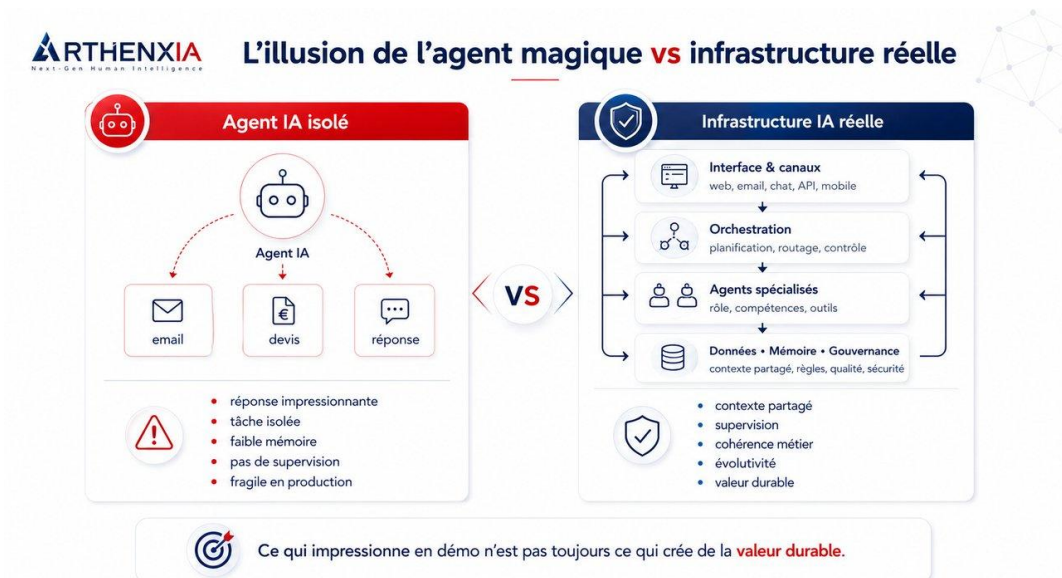 ARTHENXIA
Next-Gen Human Intelligence
L'illusion de l'agent magique vs infrastructure réelle
Agent IA isolé
Agent IA
email
devis
réponse
réponse impressionnante
tâche isolée
faible mémoire
pas de supervision
fragile en production
VS
Infrastructure IA réelle
Interface & canaux
web, email, chat, API, mobile
Orchestration
planification, routage, contrôle
Agents spécialisés
rôle, compétences, outils
Données • Mémoire • Gouvernance
contexte partagé, règles, qualité, sécurité
contexte partagé
supervision
cohérence métier
évolutivité
valeur durable
Ce qui impressionne en démo n'est pas toujours ce qui crée de la valeur durable.